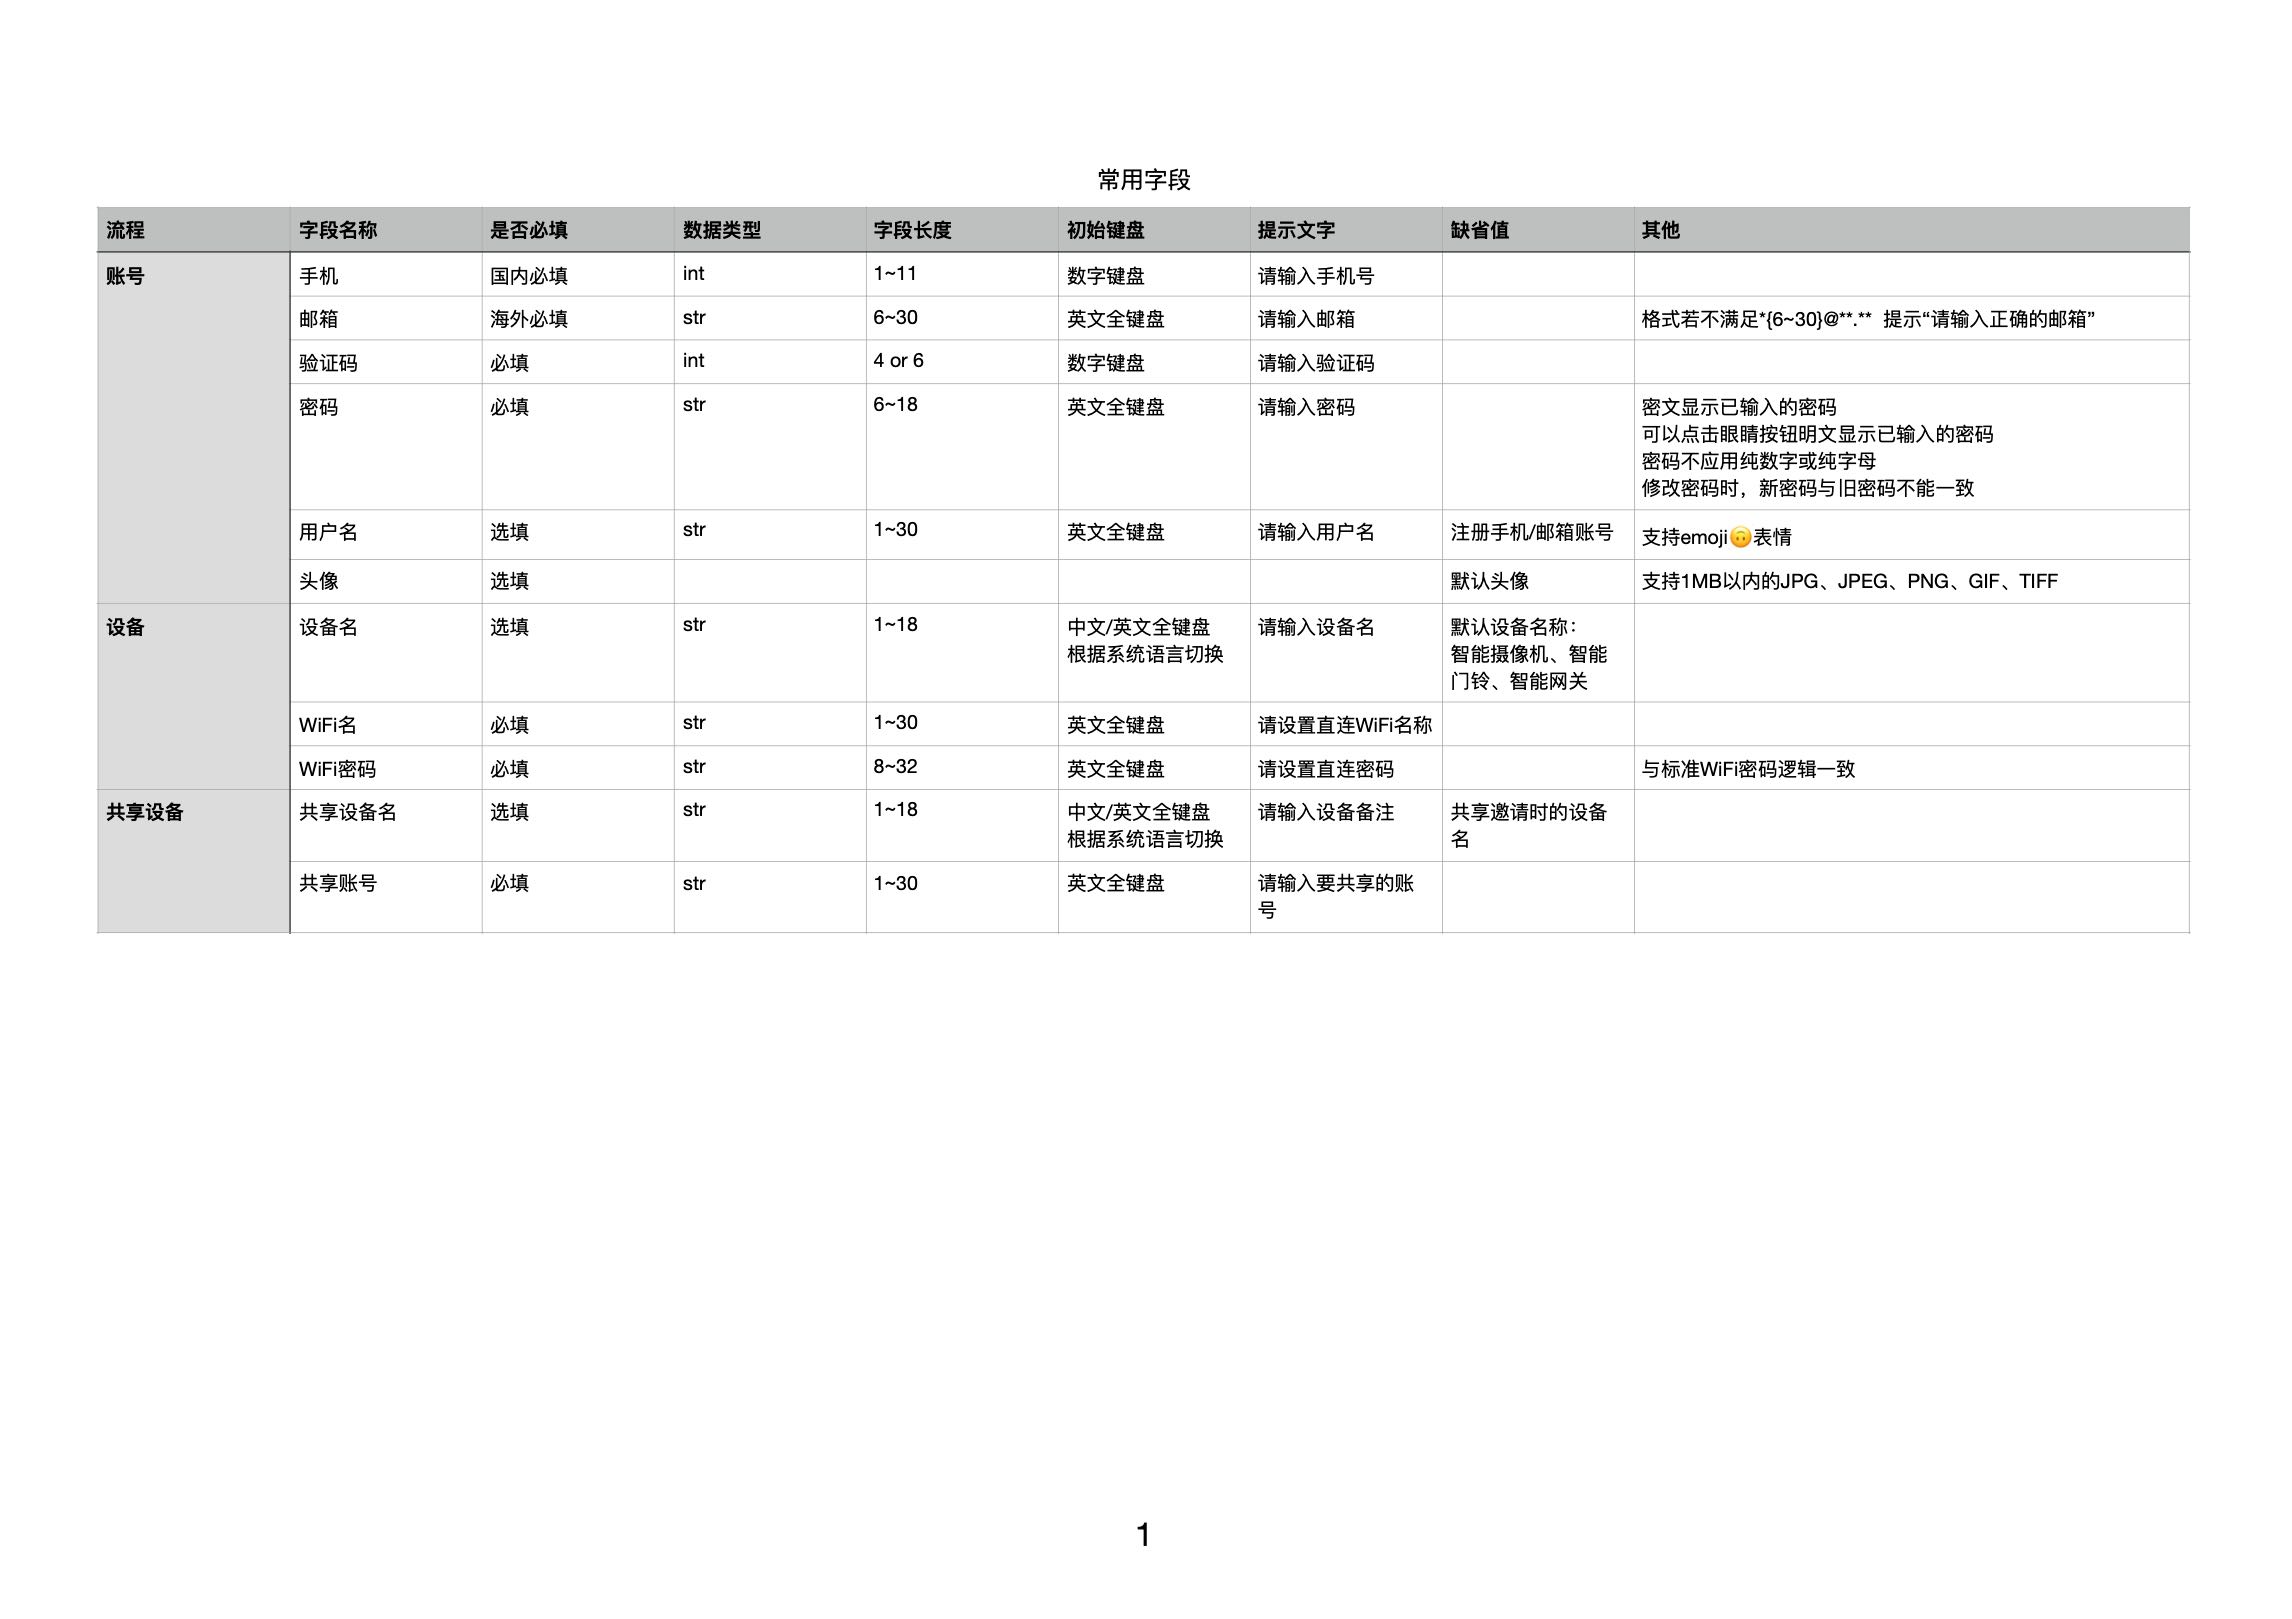 常用字段
流程 字段名称 是否必填 数据类型 字段长度 初始键盘 提示文字 缺省值 其他
账号 手机 国内必填 int 1~11 数字键盘 请输入手机号
邮箱 海外必填 str 6~30 英文全键盘 请输入邮箱 格式若不满足*{6~30}@**.** 提示“请输入正确的邮箱”
验证码 必填 int 4 or 6 数字键盘 请输入验证码
密码 必填 str 6~18 英文全键盘 请输入密码 密文显示已输入的密码
可以点击眼睛按钮明文显示已输入的密码
密码不应用纯数字或纯字母
修改密码时，新密码与旧密码不能一致
用户名 选填 str 1~30 英文全键盘 请输入用户名 注册手机/邮箱账号 支持emoji🙃表情
头像 选填 默认头像 支持1MB以内的JPG、JPEG、PNG、GIF、TIFF
设备 设备名 选填 str 1~18 中文/英文全键盘 请输入设备名 默认设备名称：
根据系统语言切换 智能摄像机、智能
门铃、智能网关
WiFi名 必填 str 1~30 英文全键盘 请设置直连WiFi名称
WiFi密码 必填 str 8~32 英文全键盘 请设置直连密码 与标准WiFi密码逻辑一致
共享设备 共享设备名 选填 str 1~18 中文/英文全键盘 请输入设备备注 共享邀请时的设备
根据系统语言切换 名
共享账号 必填 str 1~30 英文全键盘 请输入要共享的账
号
1